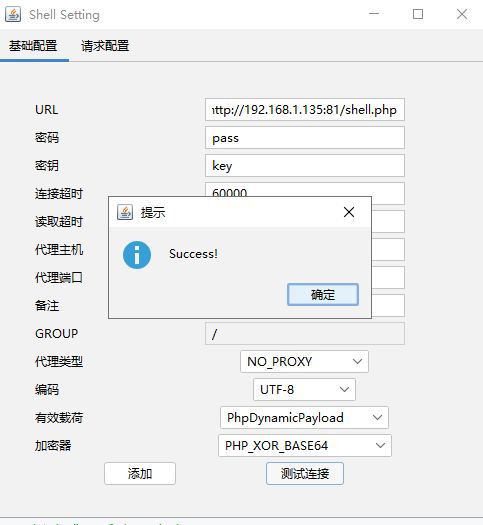 Shell Setting
基础配置 请求配置
URL http://192.168.1.135:81/shell.php
密码 pass
密钥 key
连接超时 60000
读取超时
代理主机
代理端口
备注
提示
Success!
确定
GROUP /
代理类型 NO_PROXY
编码 UTF-8
有效载荷 PhpDynamicPayload
加密器 PHP_XOR_BASE64
添加 测试连接